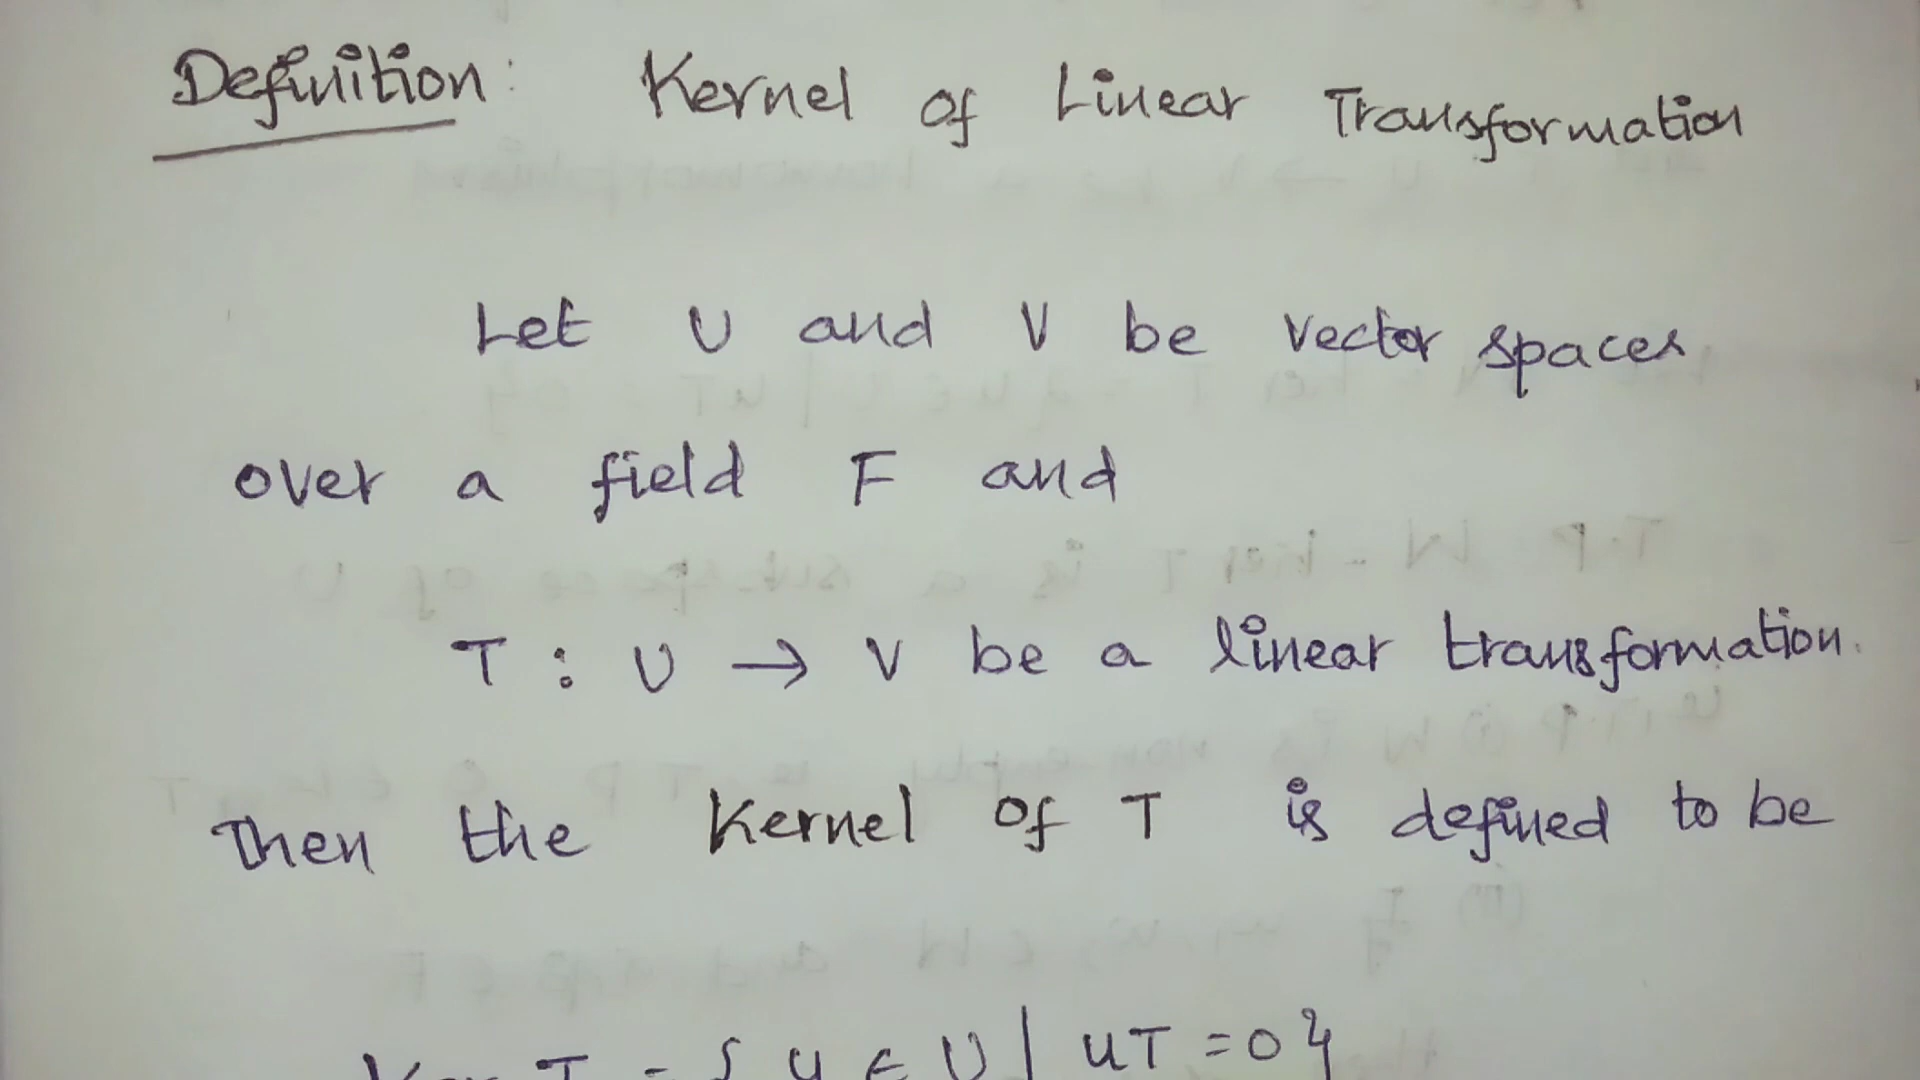 Definition: Kernel of Linear Transformation
Let U and V be vector spaces
over a field F and
T : U → V be a linear transformation.
Then the Kernel of T is defined to be
Ker T = { u ∈ U | uT = 0 }